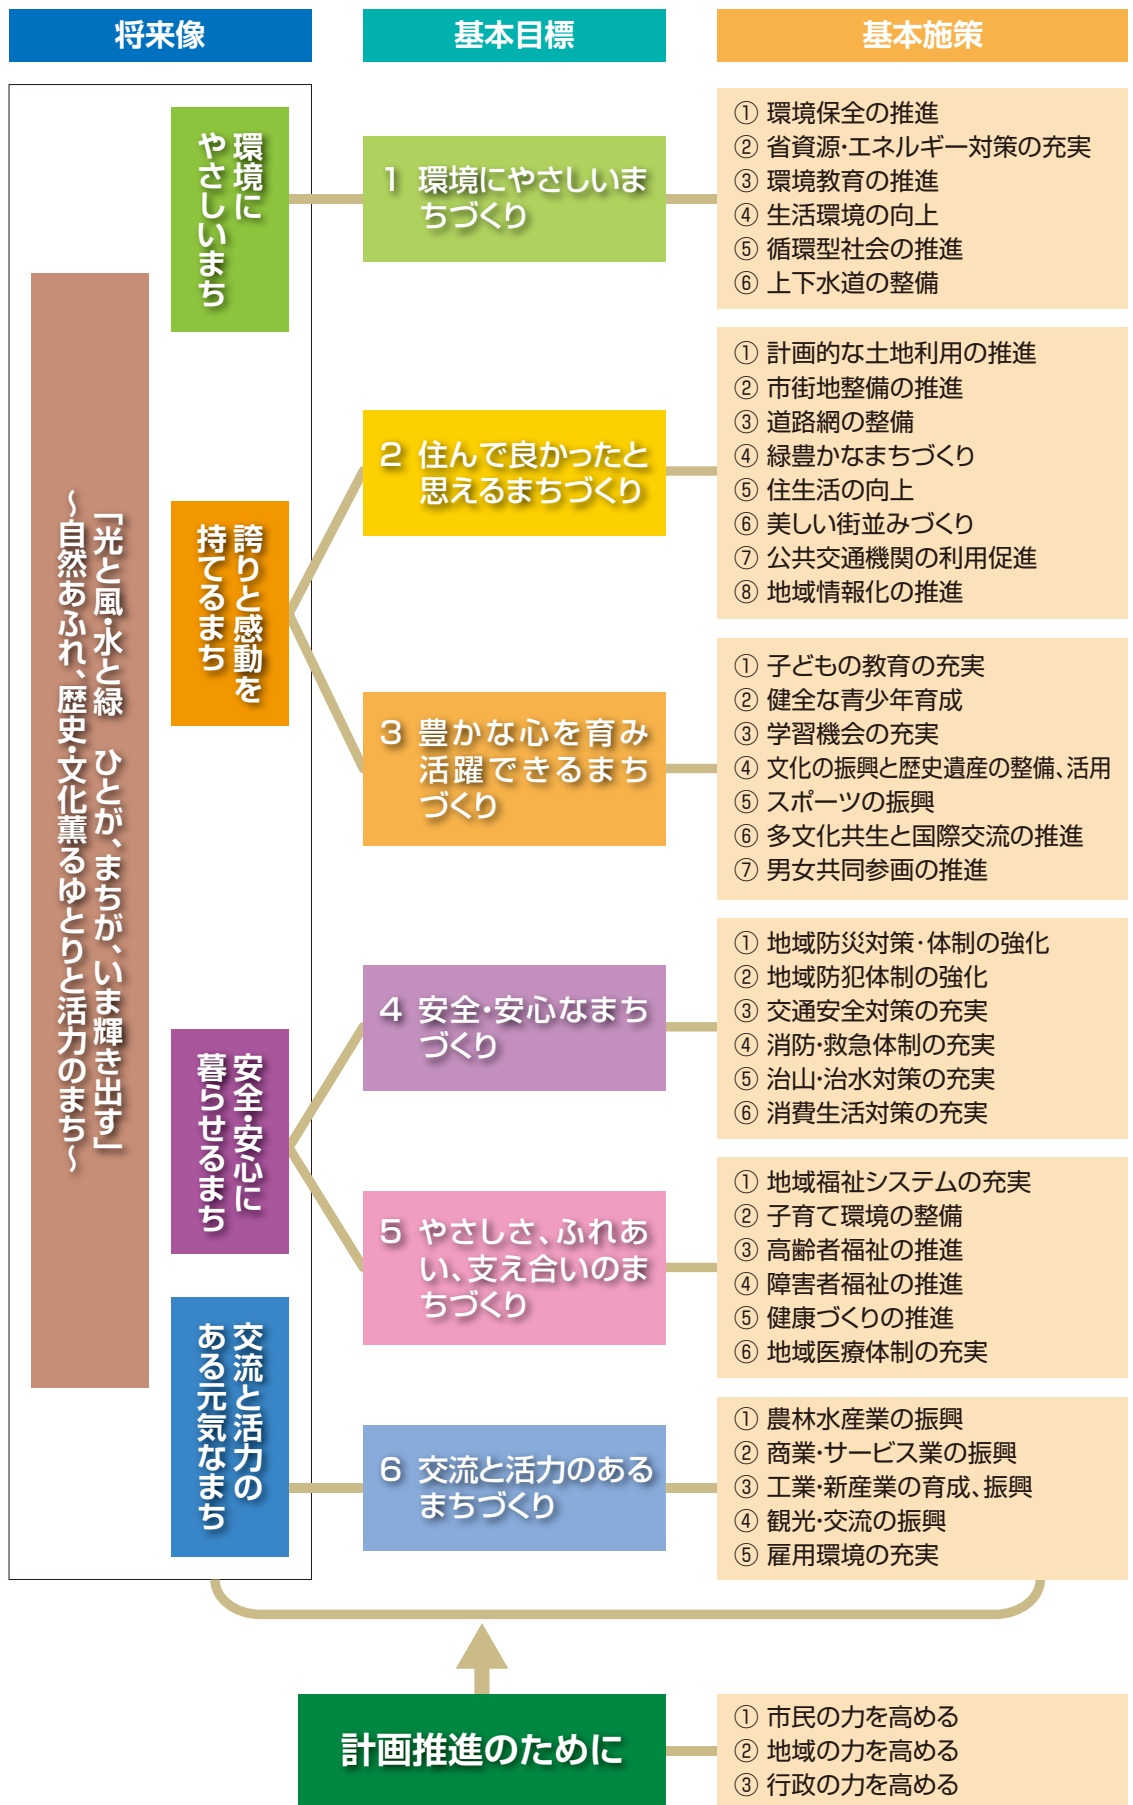 将来像
基本目標
基本施策
「光と風・水と緑　ひとが、まちが、いま輝き出す」
～自然あふれ、歴史・文化薫るゆとりと活力のまち～
環境に
やさしいまち
1 環境にやさしいま
ちづくり
① 環境保全の推進
② 省資源・エネルギー対策の充実
③ 環境教育の推進
④ 生活環境の向上
⑤ 循環型社会の推進
⑥ 上下水道の整備
誇りと感動を
持てるまち
2 住んで良かったと
思えるまちづくり
① 計画的な土地利用の推進
② 市街地整備の推進
③ 道路網の整備
④ 緑豊かなまちづくり
⑤ 住生活の向上
⑥ 美しい街並みづくり
⑦ 公共交通機関の利用促進
⑧ 地域情報化の推進
3 豊かな心を育み
活躍できるまち
づくり
① 子どもの教育の充実
② 健全な青少年育成
③ 学習機会の充実
④ 文化の振興と歴史遺産の整備、活用
⑤ スポーツの振興
⑥ 多文化共生と国際交流の推進
⑦ 男女共同参画の推進
安全・安心に
暮らせるまち
4 安全・安心なまち
づくり
① 地域防災対策・体制の強化
② 地域防犯体制の強化
③ 交通安全対策の充実
④ 消防・救急体制の充実
⑤ 治山・治水対策の充実
⑥ 消費生活対策の充実
5 やさしさ、ふれあ
い、支え合いのま
ちづくり
① 地域福祉システムの充実
② 子育て環境の整備
③ 高齢者福祉の推進
④ 障害者福祉の推進
⑤ 健康づくりの推進
⑥ 地域医療体制の充実
交流と活力の
ある元気なまち
6 交流と活力のある
まちづくり
① 農林水産業の振興
② 商業・サービス業の振興
③ 工業・新産業の育成、振興
④ 観光・交流の振興
⑤ 雇用環境の充実
計画推進のために
① 市民の力を高める
② 地域の力を高める
③ 行政の力を高める